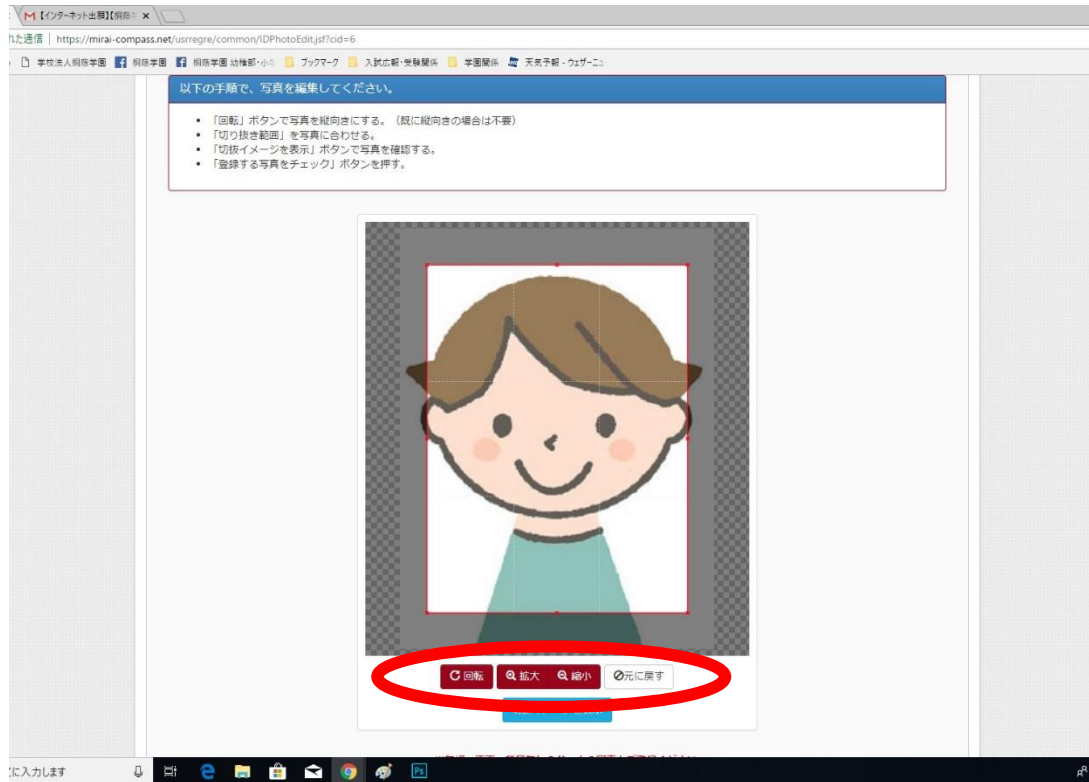 【インターネット出願】【桐蔭
https://mirai-compass.net/usrregre/common/IDPhotoEdit.jsf?cid=6
学校法人桐蔭学園 桐蔭学園 桐蔭学園 幼稚部・小 ブックマーク 入試広報・受験関係 学園関係 天気予報 - ウェザーニュ
以下の手順で、写真を編集してください。
• 「回転」ボタンで写真を縦向きにする。（既に縦向きの場合は不要）
• 「切り抜き範囲」を写真に合わせる。
• 「切抜イメージを表示」ボタンで写真を確認する。
• 「登録する写真をチェック」ボタンを押す。
回転 拡大 縮小 元に戻す
に入力します
Ps